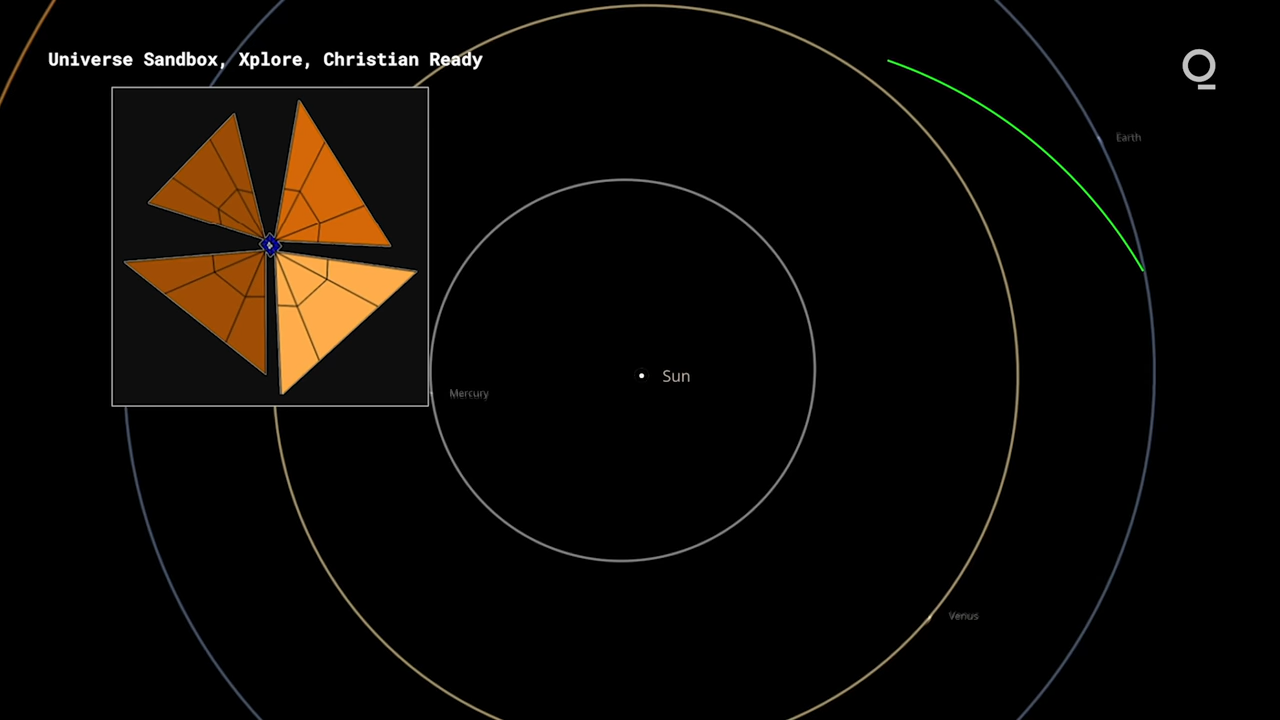 Universe Sandbox, Xplore, Christian Ready
Earth
Sun
Mercury
Venus